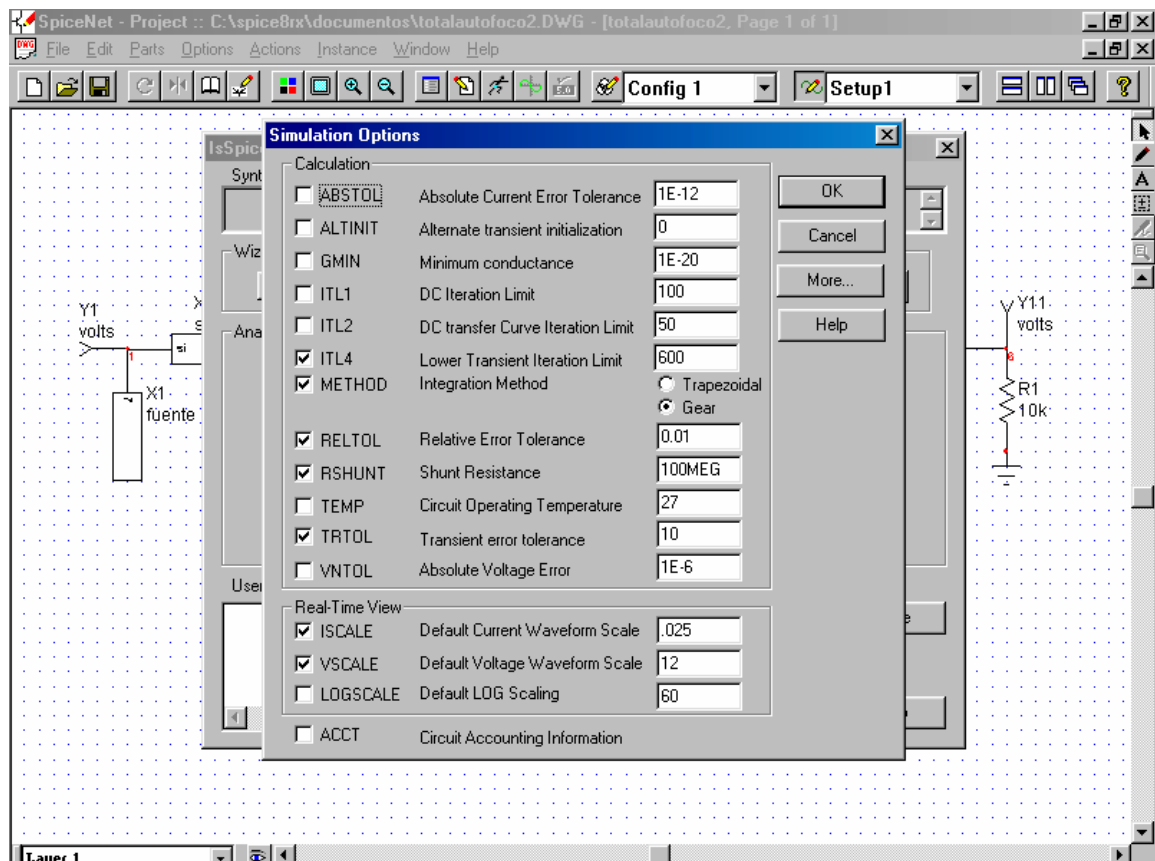 SpiceNet - Project :: C:\spice8rx\documentos\totalautofoco2.DWG - [totalautofoco2, Page 1 of 1]
DWG File Edit Parts Options Actions Instance Window Help
5.0 Config 1 Setup1
Simulation Options
IsSpic
Synt
Wiz
Ana
User
Calculation
ABSTOL Absolute Current Error Tolerance 1E-12
ALTINIT Alternate transient initialization 0
GMIN Minimum conductance 1E-20
ITL1 DC Iteration Limit 100
ITL2 DC transfer Curve Iteration Limit 50
ITL4 Lower Transient Iteration Limit 600
METHOD Integration Method Trapezoidal
Gear
RELTOL Relative Error Tolerance 0.01
RSHUNT Shunt Resistance 100MEG
TEMP Circuit Operating Temperature 27
TRTOL Transient error tolerance 10
VNTOL Absolute Voltage Error 1E-6
Real-Time View
ISCALE Default Current Waveform Scale .025
VSCALE Default Voltage Waveform Scale 12
LOGSCALE Default LOG Scaling 60
ACCT Circuit Accounting Information
OK
Cancel
More...
Help
Y1
volts
1
si
X1
fuente
Y11
volts
6
R1
10k
A
Layer 1